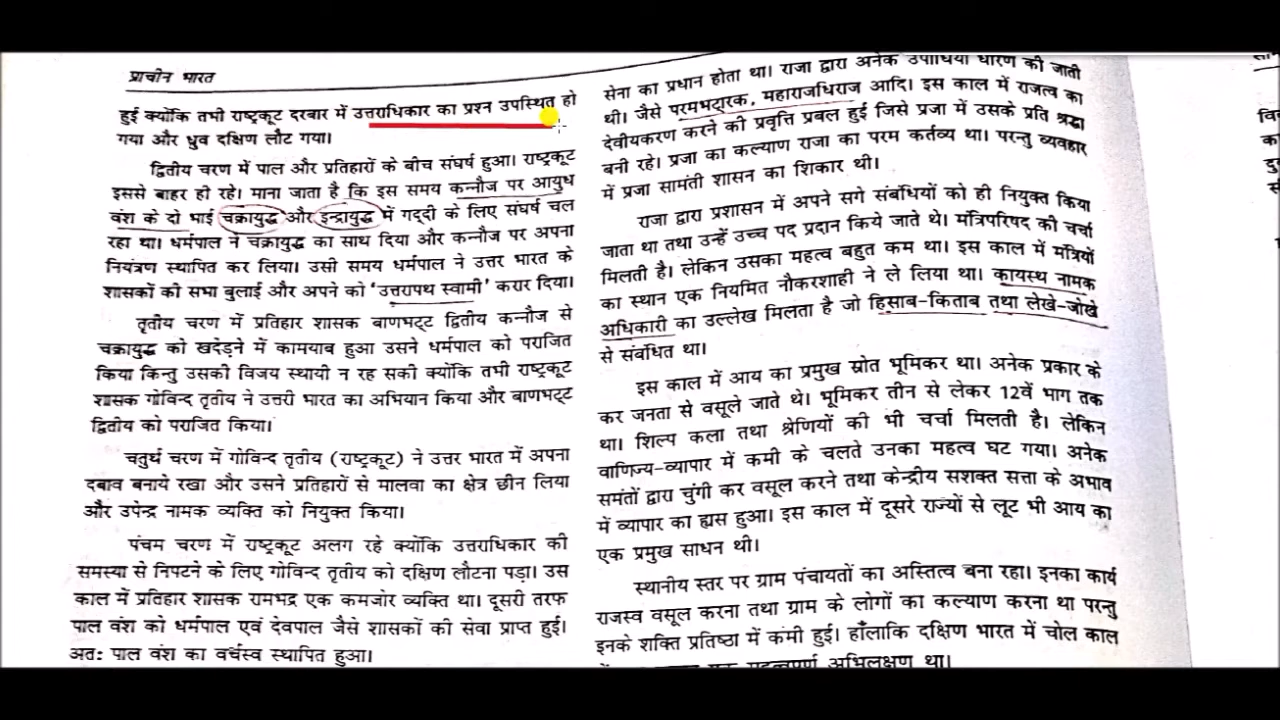 प्राचीन भारत
हुई क्योंकि तभी राष्ट्रकूट दरबार में उत्तराधिकार का प्रश्न उपस्थित हो
गया और ध्रुव दक्षिण लौट गया।
द्वितीय चरण में पाल और प्रतिहारों के बीच संघर्ष हुआ। राष्ट्रकूट
इससे बाहर हो रहे। माना जाता है कि इस समय कन्नौज पर आयुध
वंश के दो भाई चक्रायुद्ध और इन्द्रायुद्ध में गद्दी के लिए संघर्ष चल
रहा था। धर्मपाल ने चक्रायुद्ध का साथ दिया और कन्नौज पर अपना
नियंत्रण स्थापित कर लिया। उसी समय धर्मपाल ने उत्तर भारत के
शासकों की सभा बुलाई और अपने को ‘उत्तरापथ स्वामी’ करार दिया।
तृतीय चरण में प्रतिहार शासक बाणभट्ट द्वितीय कन्नौज से
चक्रायुद्ध को खदेड़ने में कामयाब हुआ उसने धर्मपाल को पराजित
किया किन्तु उसकी विजय स्थायी न रह सकी क्योंकि तभी राष्ट्रकूट
शासक गोविन्द तृतीय ने उत्तरी भारत का अभियान किया और बाणभट्ट
द्वितीय को पराजित किया।
चतुर्थ चरण में गोविन्द तृतीय (राष्ट्रकूट) ने उत्तर भारत में अपना
दबाव बनाये रखा और उसने प्रतिहारों से मालवा का क्षेत्र छीन लिया
और उपेन्द्र नामक व्यक्ति को नियुक्त किया।
पंचम चरण में राष्ट्रकूट अलग रहे क्योंकि उत्तराधिकार की
समस्या से निपटने के लिए गोविन्द तृतीय को दक्षिण लौटना पड़ा। उस
काल में प्रतिहार शासक रामभद्र एक कमजोर व्यक्ति था। दूसरी तरफ
पाल वंश को धर्मपाल एवं देवपाल जैसे शासकों की सेवा प्राप्त हुई।
अतः पाल वंश का वर्चस्व स्थापित हुआ।
सेना का प्रधान होता था। राजा द्वारा अनेक उपाधियां धारण की जाती
थी। जैसे परमभट्टारक, महाराजधिराज आदि। इस काल में राजत्व का
देवीयकरण करने की प्रवृत्ति प्रबल हुई जिसे प्रजा में उसके प्रति श्रद्धा
बनी रहे। प्रजा का कल्याण राजा का परम कर्तव्य था। परन्तु व्यवहार
में प्रजा सामंती शासन का शिकार थी।
राजा द्वारा प्रशासन में अपने सगे संबंधियों को ही नियुक्त किया
जाता था तथा उन्हें उच्च पद प्रदान किये जाते थे। मंत्रिपरिषद की चर्चा
मिलती है। लेकिन उसका महत्व बहुत कम था। इस काल में मंत्रियों
का स्थान एक नियमित नौकरशाही ने ले लिया था। कायस्थ नामक
अधिकारी का उल्लेख मिलता है जो हिसाब-किताब तथा लेखे-जोखे
से संबंधित था।
इस काल में आय का प्रमुख स्रोत भूमिकर था। अनेक प्रकार के
कर जनता से वसूले जाते थे। भूमिकर तीन से लेकर 12वें भाग तक
था। शिल्प कला तथा श्रेणियों की भी चर्चा मिलती है। लेकिन
वाणिज्य-व्यापार में कमी के चलते उनका महत्व घट गया। अनेक
समंतों द्वारा चुंगी कर वसूल करने तथा केन्द्रीय सशक्त सत्ता के अभाव
में व्यापार का ह्यस हुआ। इस काल में दूसरे राज्यों से लूट भी आय का
एक प्रमुख साधन थी।
स्थानीय स्तर पर ग्राम पंचायतों का अस्तित्व बना रहा। इनका कार्य
राजस्व वसूल करना तथा ग्राम के लोगों का कल्याण करना था परन्तु
इनके शक्ति प्रतिष्ठा में कमी हुई। हाँलाकि दक्षिण भारत में चोल काल
महत्वपूर्ण अभिलक्षण था।